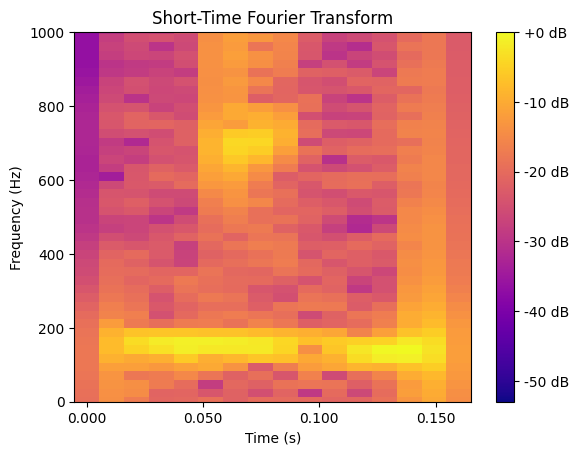 Short-Time Fourier Transform
1000
800
600
400
200
0
Frequency (Hz)
0.000
0.050
0.100
0.150
Time (s)
+0 dB
-10 dB
-20 dB
-30 dB
-40 dB
-50 dB